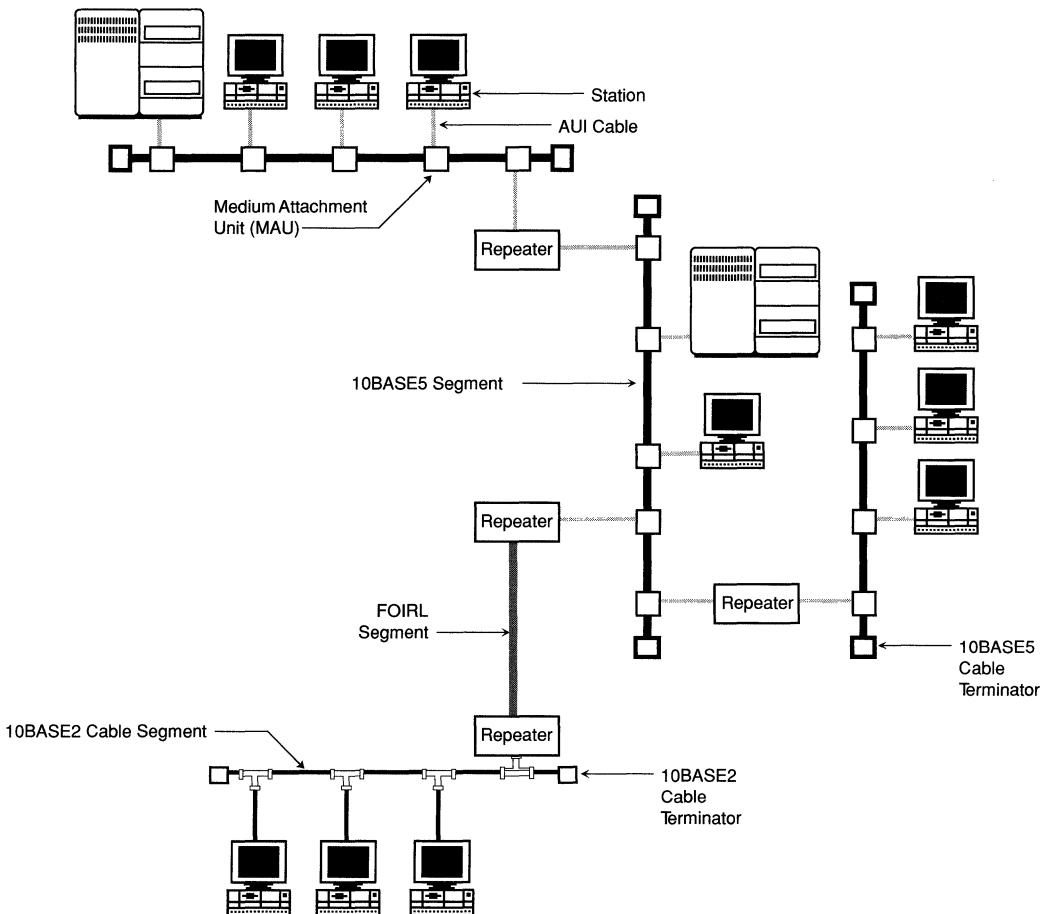 Station
AUI Cable
Medium Attachment
Unit (MAU)
Repeater
10BASE5 Segment
Repeater
FOIRL
Segment
Repeater
10BASE5
Cable
Terminator
10BASE2 Cable Segment
Repeater
10BASE2
Cable
Terminator